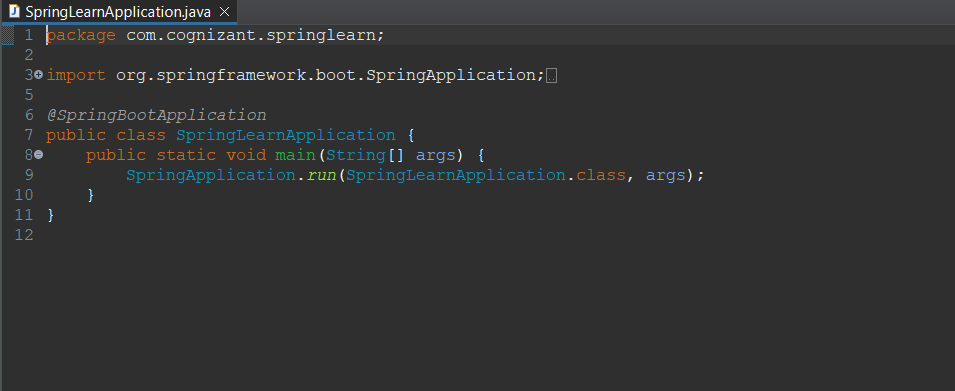 SpringLearnApplication.java
1 package com.cognizant.springlearn;
2
3 import org.springframework.boot.SpringApplication;
5
6 @SpringBootApplication
7 public class SpringLearnApplication {
8     public static void main(String[] args) {
9         SpringApplication.run(SpringLearnApplication.class, args);
10     }
11 }
12